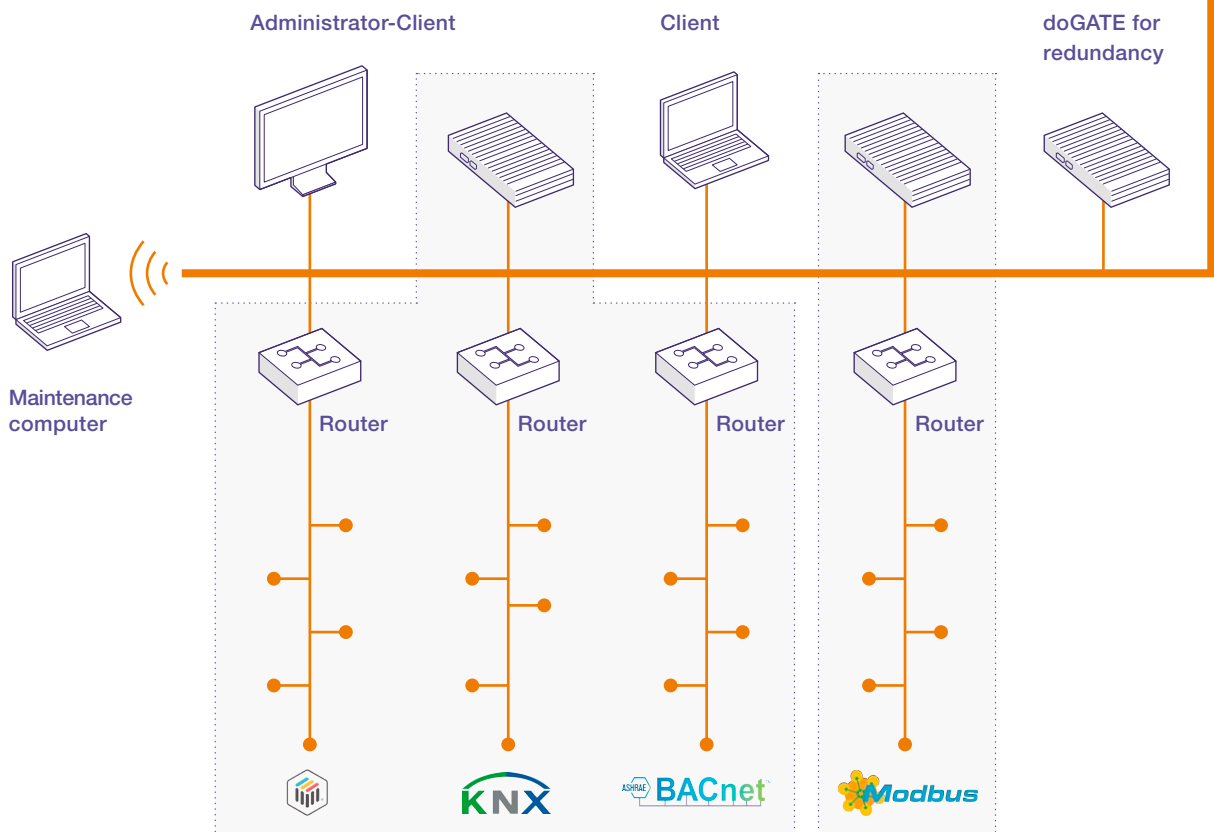 Administrator-Client
Client
doGATE for
redundancy
Maintenance
computer
Router
Router
Router
Router
KNX
ASHRAE BACnet
Modbus